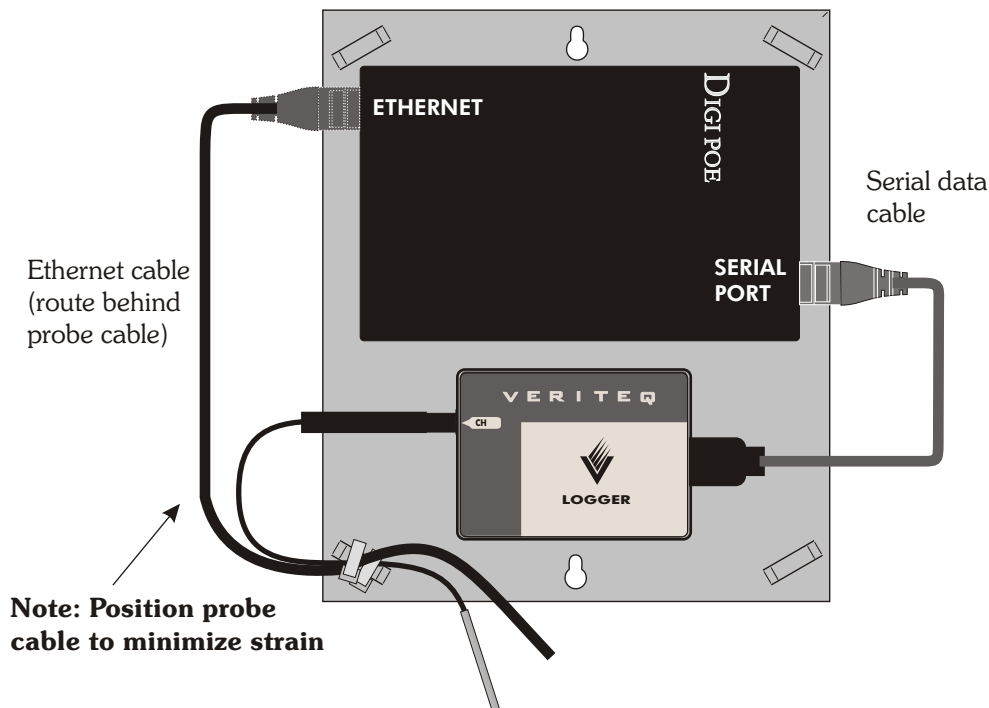 ETHERNET
DIGI POE
Serial data
cable
SERIAL
PORT
Ethernet cable
(route behind
probe cable)
VERITEQ
CH
LOGGER
Note: Position probe
cable to minimize strain